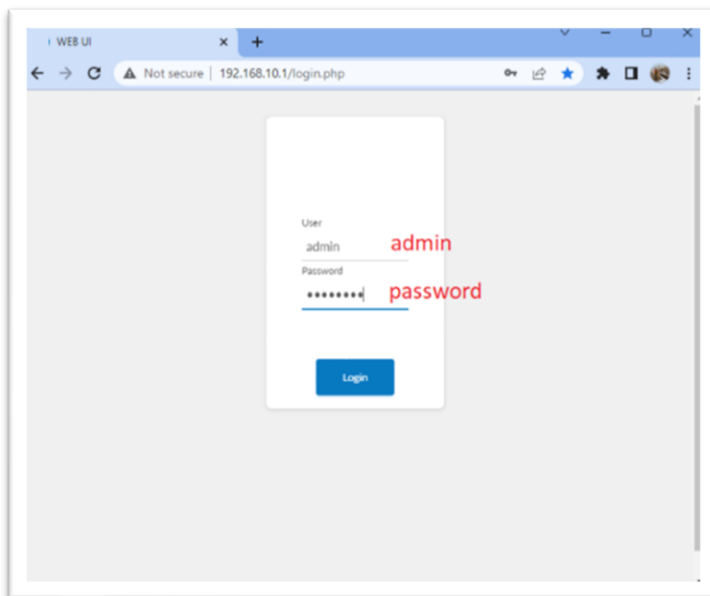 WEB UI
Not secure | 192.168.10.1/login.php
User
admin admin
Password
•••••••• password
Login